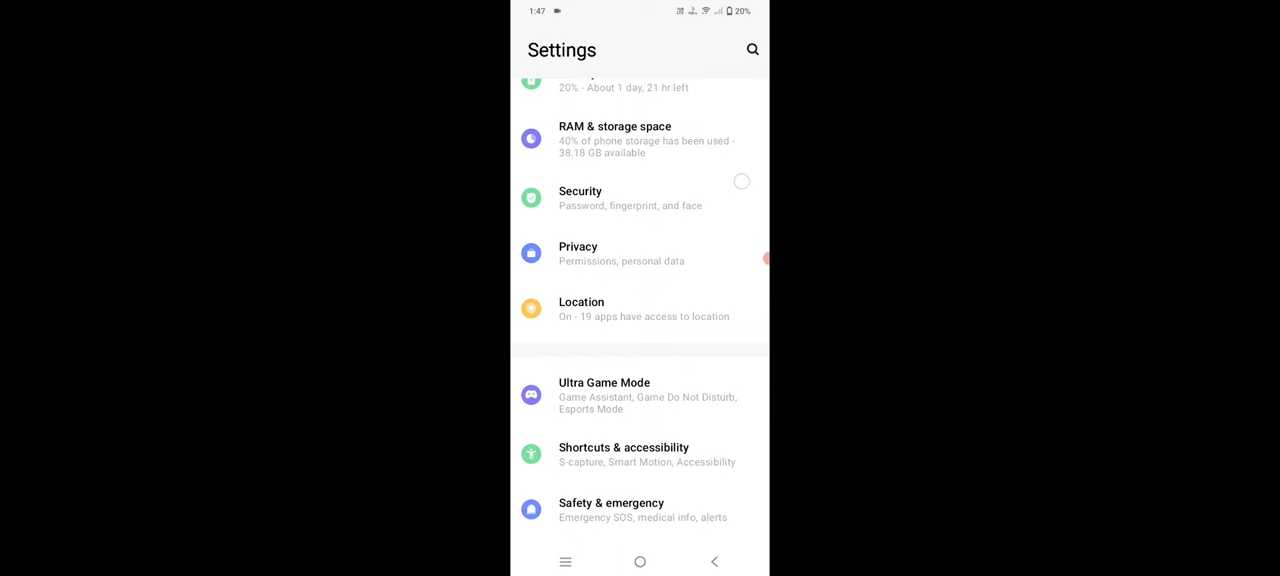 1:47 20%
Settings
20% - About 1 day, 21 hr left
RAM & storage space
40% of phone storage has been used -
38.18 GB available
Security
Password, fingerprint, and face
Privacy
Permissions, personal data
Location
On - 19 apps have access to location
Ultra Game Mode
Game Assistant, Game Do Not Disturb,
Esports Mode
Shortcuts & accessibility
S-capture, Smart Motion, Accessibility
Safety & emergency
Emergency SOS, medical info, alerts